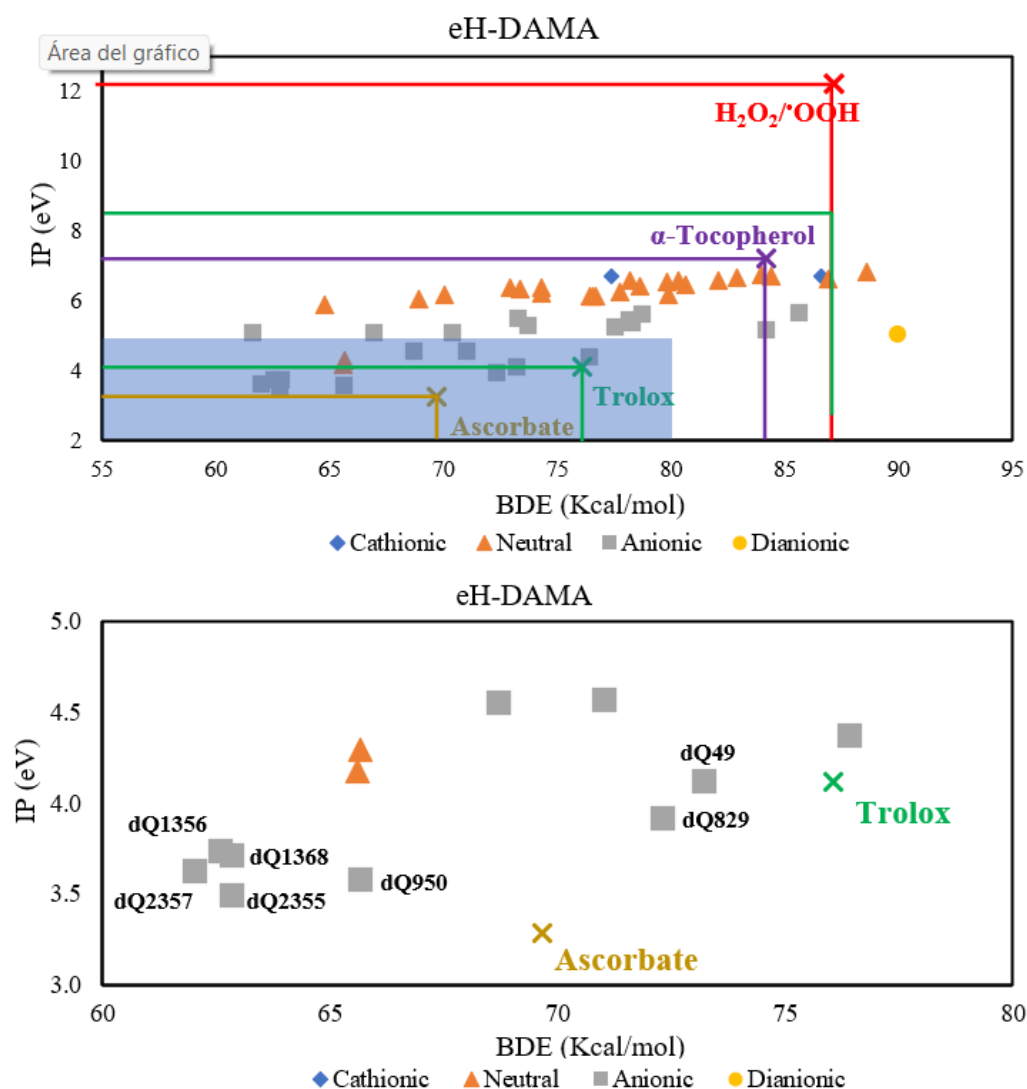 eH-DAMA
Área del gráfico
12
H₂O₂/•OOH
10
IP (eV)
8
α-Tocopherol
6
4
Trolox
Ascorbate
2
55 60 65 70 75 80 85 90 95
BDE (Kcal/mol)
Cathionic Neutral Anionic Dianionic
eH-DAMA
5.0
4.5
dQ49
IP (eV)
4.0
Trolox
dQ829
dQ1356
dQ1368
dQ950
dQ2357 dQ2355
3.5
Ascorbate
3.0
60 65 70 75 80
BDE (Kcal/mol)
Cathionic Neutral Anionic Dianionic